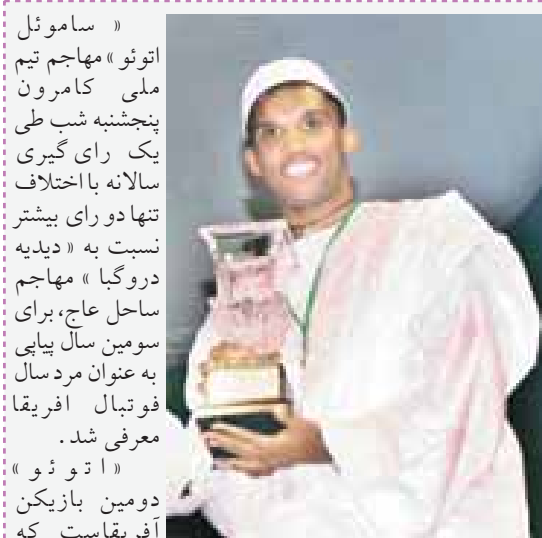 « ساموئل
اتوئو » مهاجم تیم
ملی کامرون
پنجشنبه شب طی
یک رای گیری
سالانه با اختلاف
تنها دو رای بیشتر
نسبت به « دیدیه
دروگبا » مهاجم
ساحل عاج، برای
سومین سال پیاپی
به عنوان مرد سال
فوتبال افریقا
معرفی شد.
« اتوئو »
دومین بازیکن
آفریقاست که